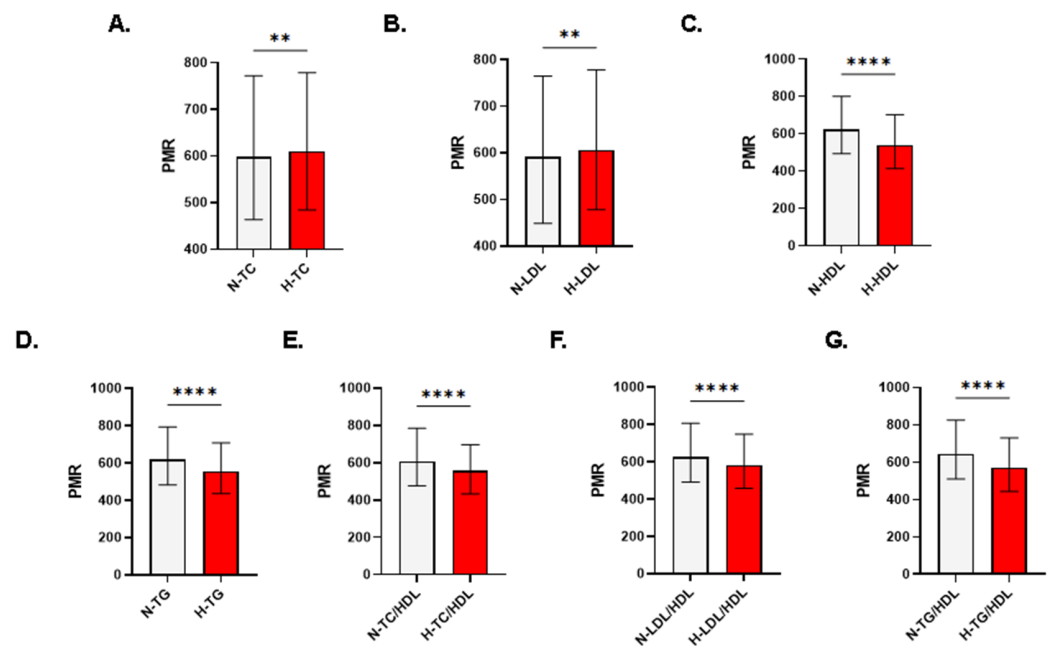 A.
**
800
700
600
500
400
PMR
N-TC
H-TC
B.
**
800
700
600
500
400
PMR
N-LDL
H-LDL
C.
****
1000
800
600
400
200
0
PMR
N-HDL
H-HDL
D.
****
1000
800
600
400
200
0
PMR
N-TG
H-TG
E.
****
1000
800
600
400
200
0
PMR
N-TC/HDL
H-TC/HDL
F.
****
1000
800
600
400
200
0
PMR
N-LDL/HDL
H-LDL/HDL
G.
****
1000
800
600
400
200
0
PMR
N-TG/HDL
H-TG/HDL